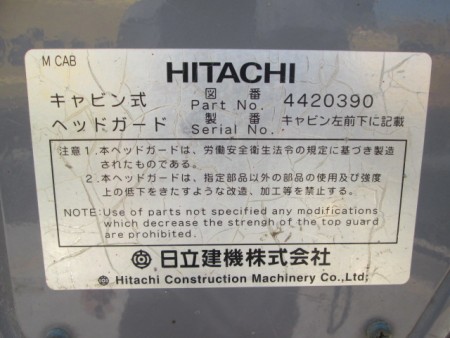 M CAB
HITACHI
キャビン式 図番 Part No. 4420390
ヘッドガード 製番 Serial No. キャビン左前下に記載
注意 1. 本ヘッドガードは、労働安全衛生法令の規定に基づき製造
されたものである。
2. 本ヘッドガードは、指定部品以外の部品の使用及び強度
上の低下をきたすような改造、加工等を禁止する。
NOTE: Use of parts not specified any modifications
which decrease the strengh of the top guard
are prohibited.
日立建機株式会社
Hitachi Construction Machinery Co., Ltd.